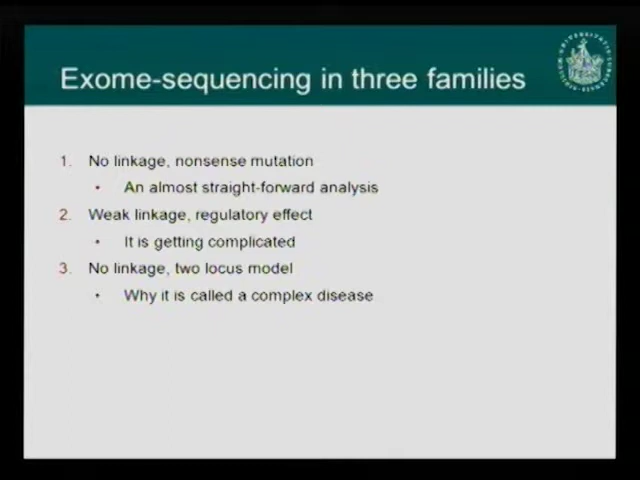 Exome-sequencing in three families
1. No linkage, nonsense mutation
• An almost straight-forward analysis
2. Weak linkage, regulatory effect
• It is getting complicated
3. No linkage, two locus model
• Why it is called a complex disease